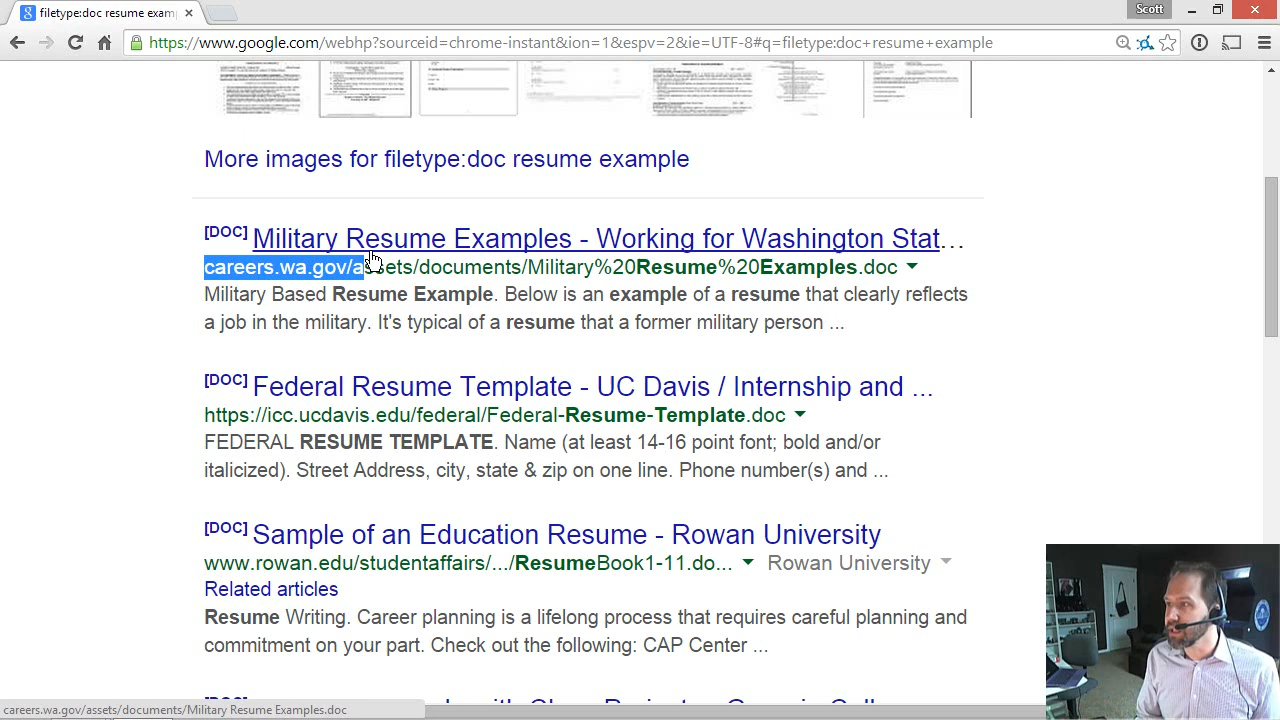 filetype:doc resume exam
Scott
https://www.google.com/webhp?sourceid=chrome-instant&ion=1&espv=2&ie=UTF-8#q=filetype:doc+resume+example
More images for filetype:doc resume example
[DOC] Military Resume Examples - Working for Washington Stat...
careers.wa.gov/assets/documents/Military%20Resume%20Examples.doc
Military Based Resume Example. Below is an example of a resume that clearly reflects
a job in the military. It's typical of a resume that a former military person ...
[DOC] Federal Resume Template - UC Davis / Internship and ...
https://icc.ucdavis.edu/federal/Federal-Resume-Template.doc
FEDERAL RESUME TEMPLATE. Name (at least 14-16 point font; bold and/or
italicized). Street Address, city, state & zip on one line. Phone number(s) and ...
[DOC] Sample of an Education Resume - Rowan University
www.rowan.edu/studentaffairs/.../ResumeBook1-11.do... Rowan University
Related articles
Resume Writing. Career planning is a lifelong process that requires careful planning and
commitment on your part. Check out the following: CAP Center ...
careers.wa.gov/assets/documents/Military Resume Examples.doc